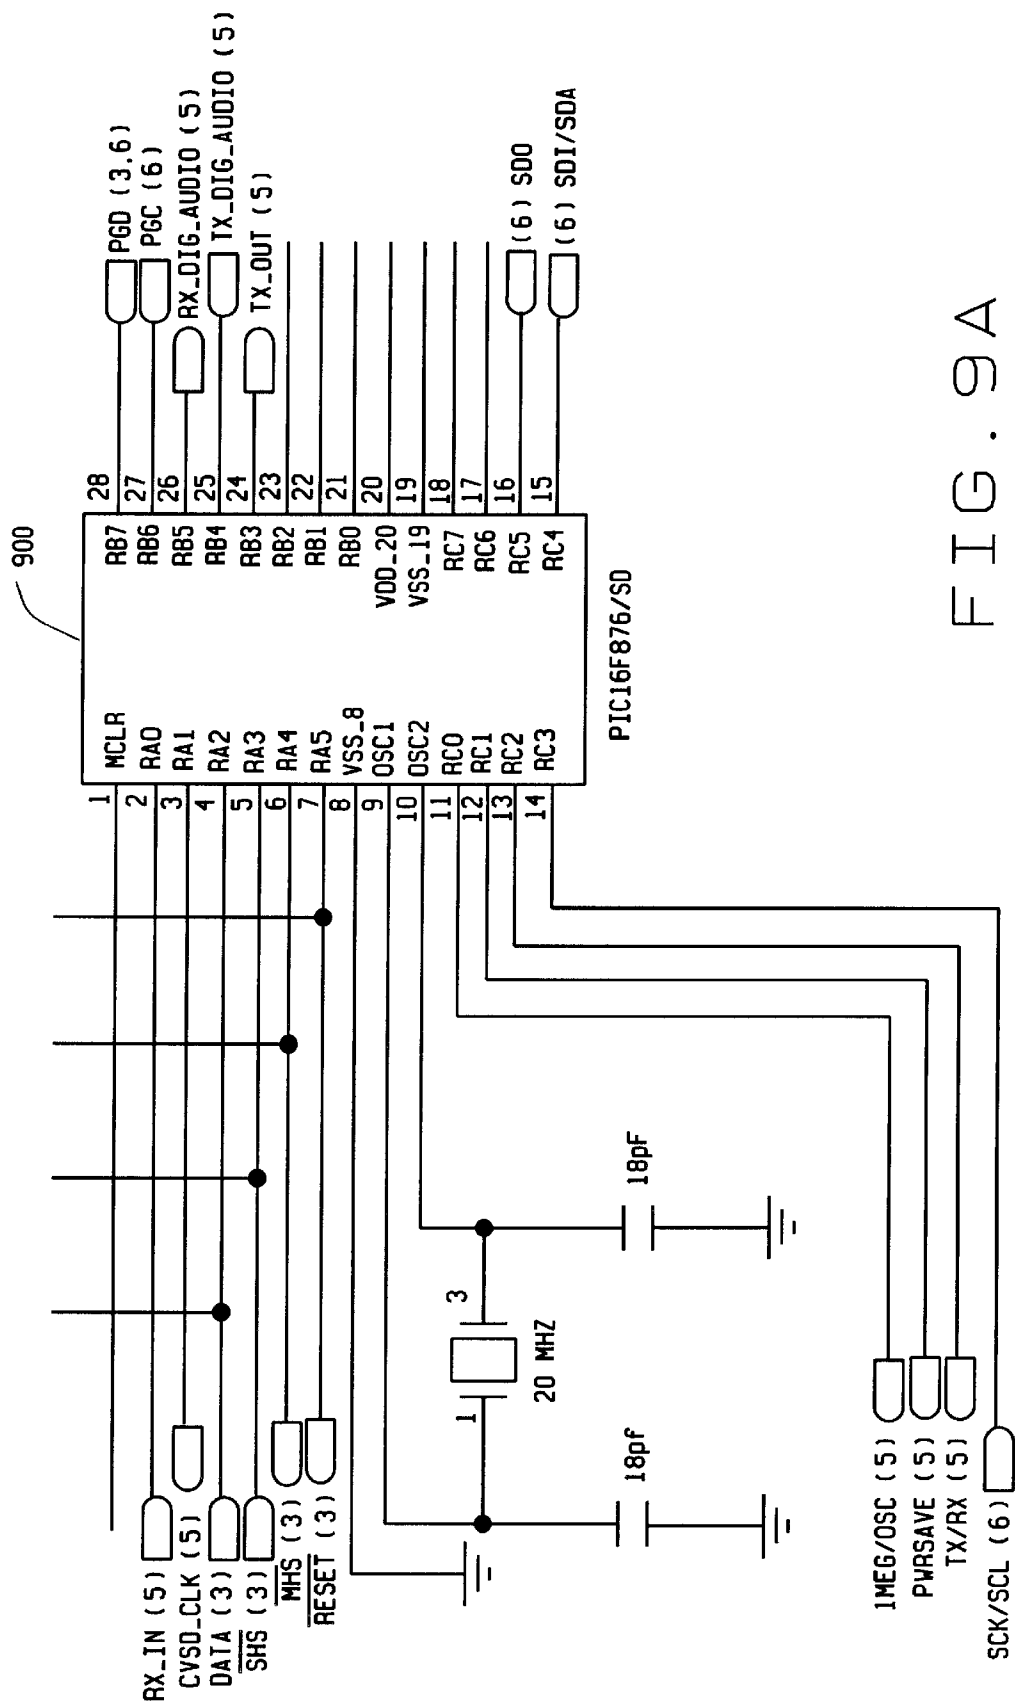 900
1 MCLR
2 RA0
3 RA1
4 RA2
5 RA3
6 RA4
7 RA5
8 VSS_8
9 OSC1
10 OSC2
11 RC0
12 RC1
13 RC2
14 RC3
RB7 28
RB6 27
RB5 26
RB4 25
RB3 24
RB2 23
RB1 22
RB0 21
VDD_20 20
VSS_19 19
RC7 18
RC6 17
RC5 16
RC4 15
PGD (3.6)
PGC (6)
RX_DIG_AUDIO (5)
TX_DIG_AUDIO (5)
TX_OUT (5)
(6) SDO
(6) SDI/SDA
PIC16F876/SO
RX_IN (5)
CVSD_CLK (5)
DATA (3)
SHS (3)
MHS (3)
RESET (3)
1
3
20 MHZ
18pf
18pF
1MEG/OSC (5)
PWRSAVE (5)
TX/RX (5)
SCK/SCL (6)
FIG. 9A